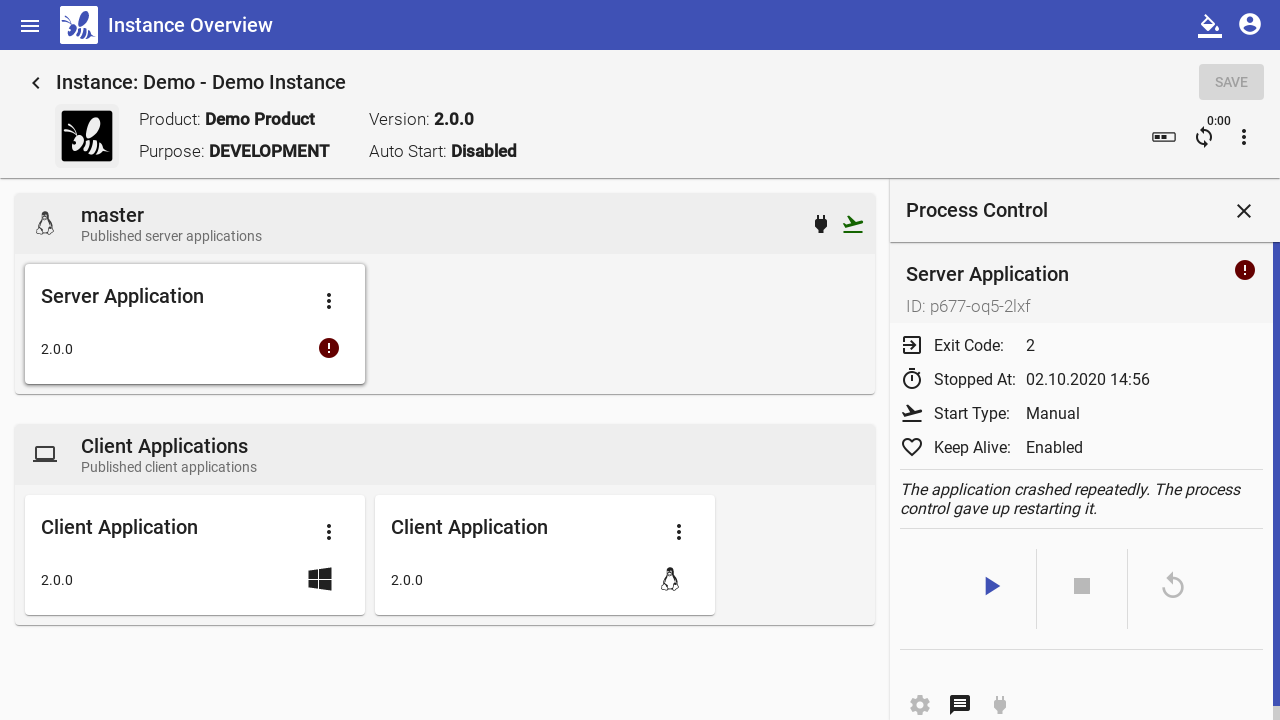 Instance Overview
Instance: Demo - Demo Instance
SAVE
Product: Demo Product
Version: 2.0.0
Purpose: DEVELOPMENT
Auto Start: Disabled
0:00
master
Published server applications
Server Application
2.0.0
Client Applications
Published client applications
Client Application
2.0.0
Client Application
2.0.0
Process Control
Server Application
ID: p677-oq5-2lxf
Exit Code: 2
Stopped At: 02.10.2020 14:56
Start Type: Manual
Keep Alive: Enabled
The application crashed repeatedly. The process
control gave up restarting it.